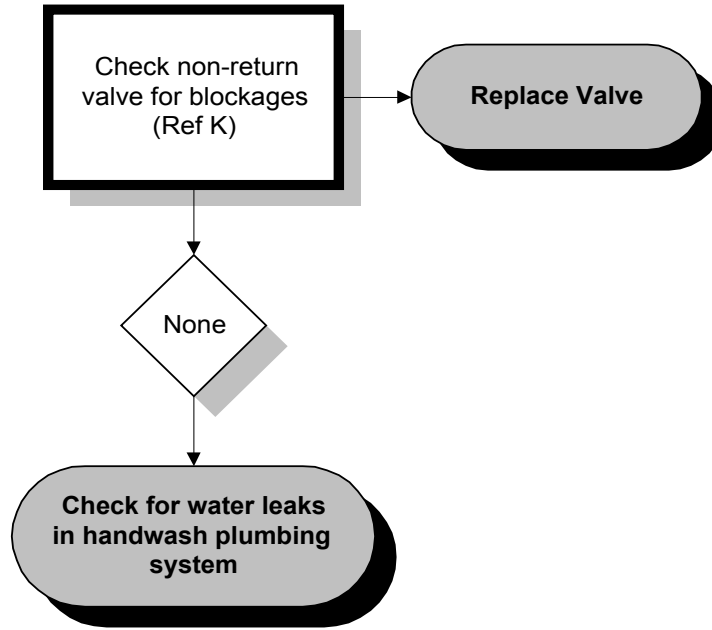 Check non-return
valve for blockages
(Ref K)
Replace Valve
None
Check for water leaks
in handwash plumbing
system